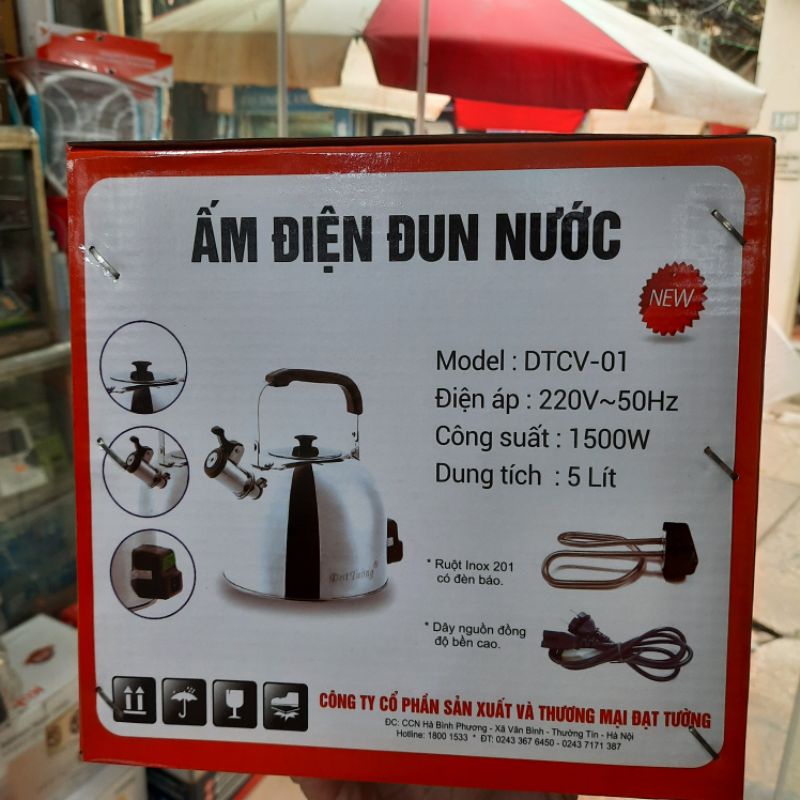 ẤM ĐIỆN ĐUN NƯỚC
NEW
Model : DTCV-01
Điện áp : 220V~50Hz
Công suất : 1500W
Dung tích : 5 Lít
Đạt Tường®
* Ruột Inox 201
có đèn báo.
* Dây nguồn đồng
độ bền cao.
CÔNG TY CỔ PHẦN SẢN XUẤT VÀ THƯƠNG MẠI ĐẠT TƯỜNG
ĐC: CCN Hà Bình Phương - Xã Văn Bình - Thường Tín - Hà Nội
Hotline: 1800 1533 * ĐT: 0243 367 6450 - 0243 7171 387